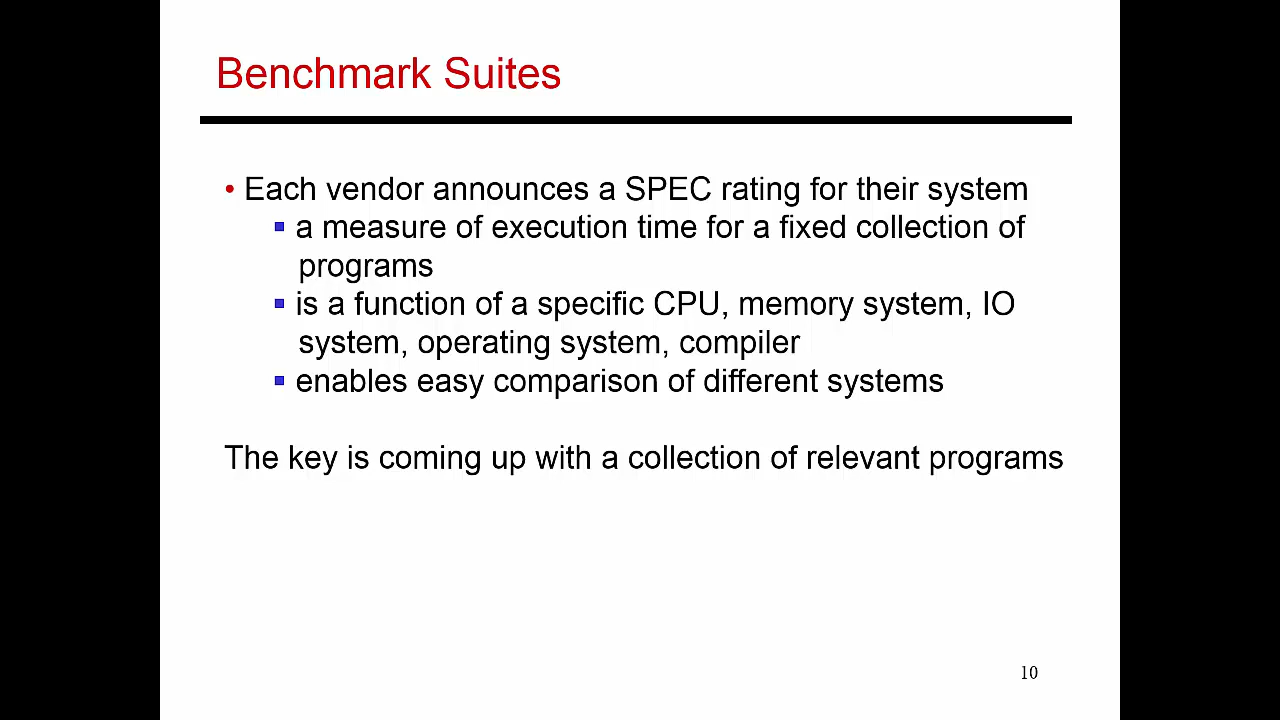 Benchmark Suites
• Each vendor announces a SPEC rating for their system
▪ a measure of execution time for a fixed collection of
programs
▪ is a function of a specific CPU, memory system, IO
system, operating system, compiler
▪ enables easy comparison of different systems
The key is coming up with a collection of relevant programs
10